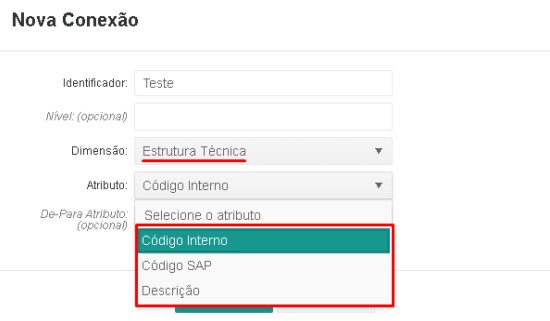 Nova Conexão
Identificador: Teste
Nível: (opcional)
Dimensão: Estrutura Técnica
Atributo: Código Interno
De-Para Atributo: (opcional)
Selecione o atributo
Código Interno
Código SAP
Descrição